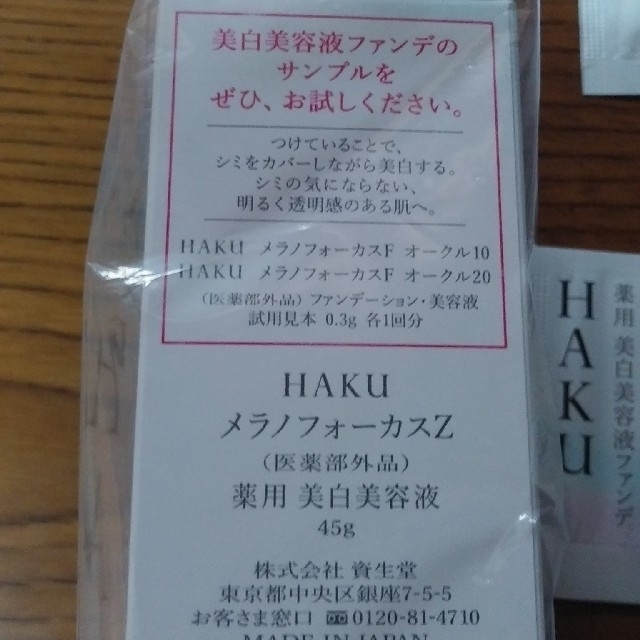 美白美容液ファンデの
サンプルを
ぜひ、お試しください。
つけていることで、
シミをカバーしながら美白する。
シミの気にならない、
明るく透明感のある肌へ。
HAKU メラノフォーカスF オークル10
HAKU メラノフォーカスF オークル20
(医薬部外品) ファンデーション・美容液
試用見本 0.3g 各1回分
HAKU
メラノフォーカスZ
(医薬部外品)
薬用 美白美容液
45g
株式会社 資生堂
東京都中央区銀座7-5-5
お客さま窓口 0120-81-4710
MADE IN JAPAN
HAKU
薬用 美白美容液ファンデ